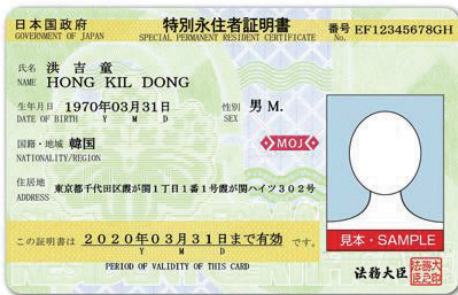 日本国政府 特別永住者証明書 番号 EF12345678GH
GOVERNMENT OF JAPAN SPECIAL PERMANENT RESIDENT CERTIFICATE No.
氏名 洪 吉 童
NAME HONG KIL DONG
生年月日 1970年03月31日 性別 男 M.
DATE OF BIRTH Y M D SEX
国籍・地域 韓国 MOJ
NATIONALITY/REGION
住居地 東京都千代田区霞が関1丁目1番1号霞が関ハイツ302号
ADDRESS
この証明書は 2020年03月31日まで有効 です。
Y M D
PERIOD OF VALIDITY OF THIS CARD
見本・SAMPLE
法務大臣